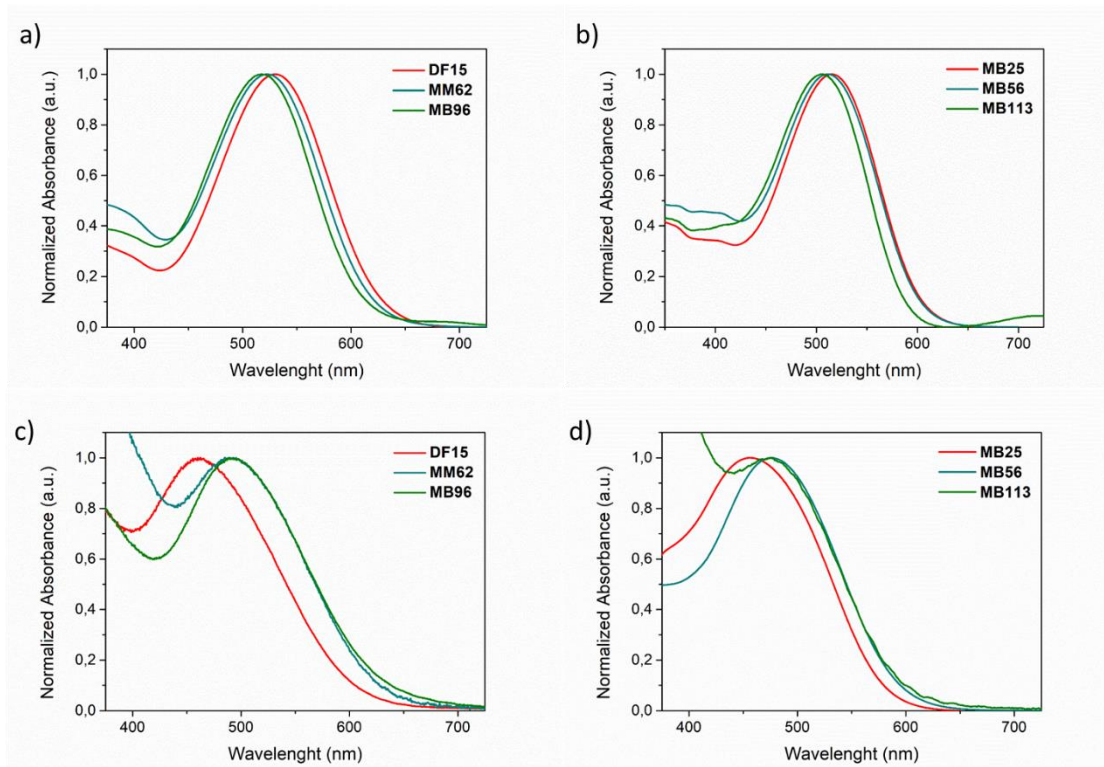 a)
DF15
MM62
MB96
1,0
0,8
0,6
0,4
0,2
0,0
Normalized Absorbance (a.u.)
400 500 600 700
Wavelenght (nm)
b)
MB25
MB56
MB113
1,0
0,8
0,6
0,4
0,2
0,0
Normalized Absorbance (a.u.)
400 500 600 700
Wavelenght (nm)
c)
DF15
MM62
MB96
1,0
0,8
0,6
0,4
0,2
0,0
Normalized Absorbance (a.u.)
400 500 600 700
Wavelenght (nm)
d)
MB25
MB56
MB113
1,0
0,8
0,6
0,4
0,2
0,0
Normalized Absorbance (a.u.)
400 500 600 700
Wavelenght (nm)